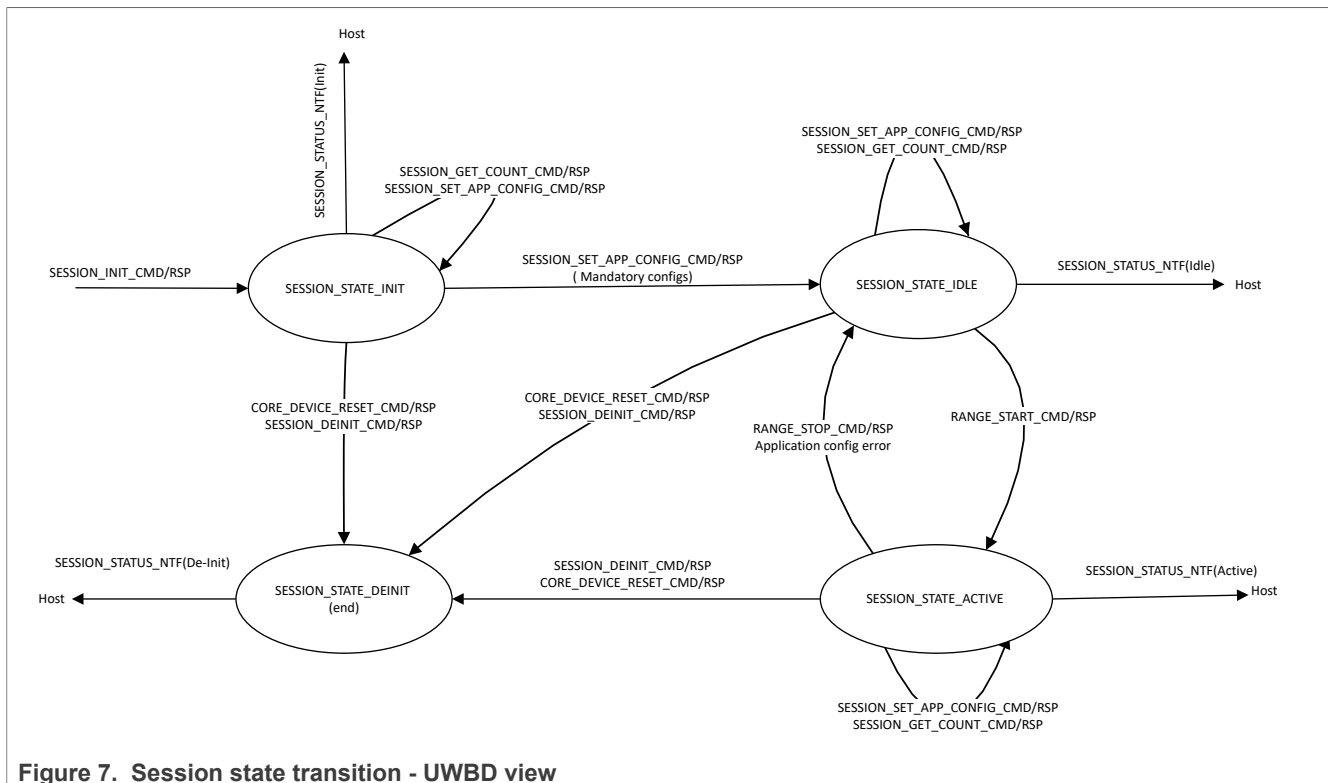 Host
SESSION_STATUS_NTF(Init)
SESSION_GET_COUNT_CMD/RSP
SESSION_SET_APP_CONFIG_CMD/RSP
SESSION_SET_APP_CONFIG_CMD/RSP
SESSION_GET_COUNT_CMD/RSP
SESSION_INIT_CMD/RSP
SESSION_STATE_INIT
SESSION_SET_APP_CONFIG_CMD/RSP
( Mandatory configs)
SESSION_STATE_IDLE
SESSION_STATUS_NTF(Idle)
Host
CORE_DEVICE_RESET_CMD/RSP
SESSION_DEINIT_CMD/RSP
CORE_DEVICE_RESET_CMD/RSP
SESSION_DEINIT_CMD/RSP
RANGE_STOP_CMD/RSP
Application config error
RANGE_START_CMD/RSP
SESSION_STATUS_NTF(De-Init)
Host
SESSION_STATE_DEINIT
(end)
SESSION_DEINIT_CMD/RSP
CORE_DEVICE_RESET_CMD/RSP
SESSION_STATE_ACTIVE
SESSION_STATUS_NTF(Active)
Host
SESSION_SET_APP_CONFIG_CMD/RSP
SESSION_GET_COUNT_CMD/RSP
Figure 7. Session state transition - UWBD view